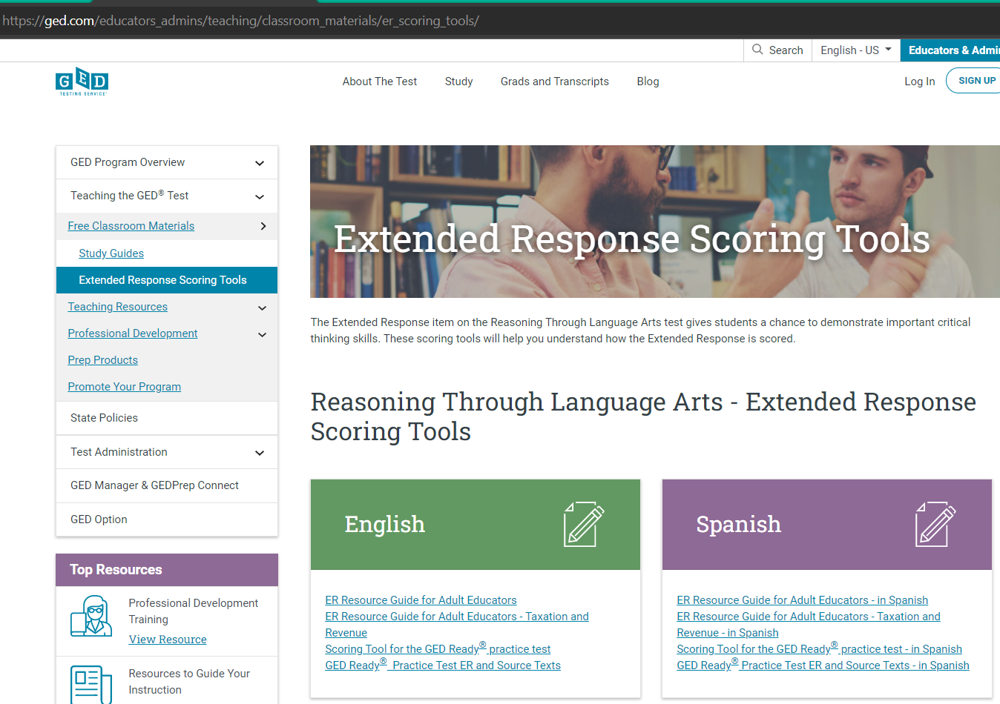 https://ged.com/educators_admins/teaching/classroom_materials/er_scoring_tools/
Search
English - US
Educators & Admi
GED
TESTING SERVICE
About The Test
Study
Grads and Transcripts
Blog
Log In
SIGN UP
GED Program Overview
Teaching the GED® Test
Free Classroom Materials
Study Guides
Extended Response Scoring Tools
Teaching Resources
Professional Development
Prep Products
Promote Your Program
State Policies
Test Administration
GED Manager & GEDPrep Connect
GED Option
Top Resources
Professional Development
Training
View Resource
Resources to Guide Your
Instruction
Extended Response Scoring Tools
The Extended Response item on the Reasoning Through Language Arts test gives students a chance to demonstrate important critical
thinking skills. These scoring tools will help you understand how the Extended Response is scored.
Reasoning Through Language Arts - Extended Response
Scoring Tools
English
ER Resource Guide for Adult Educators
ER Resource Guide for Adult Educators - Taxation and
Revenue
Scoring Tool for the GED Ready® practice test
GED Ready® Practice Test ER and Source Texts
Spanish
ER Resource Guide for Adult Educators - in Spanish
ER Resource Guide for Adult Educators - Taxation and
Revenue - in Spanish
Scoring Tool for the GED Ready® practice test - in Spanish
GED Ready® Practice Test ER and Source Texts - in Spanish